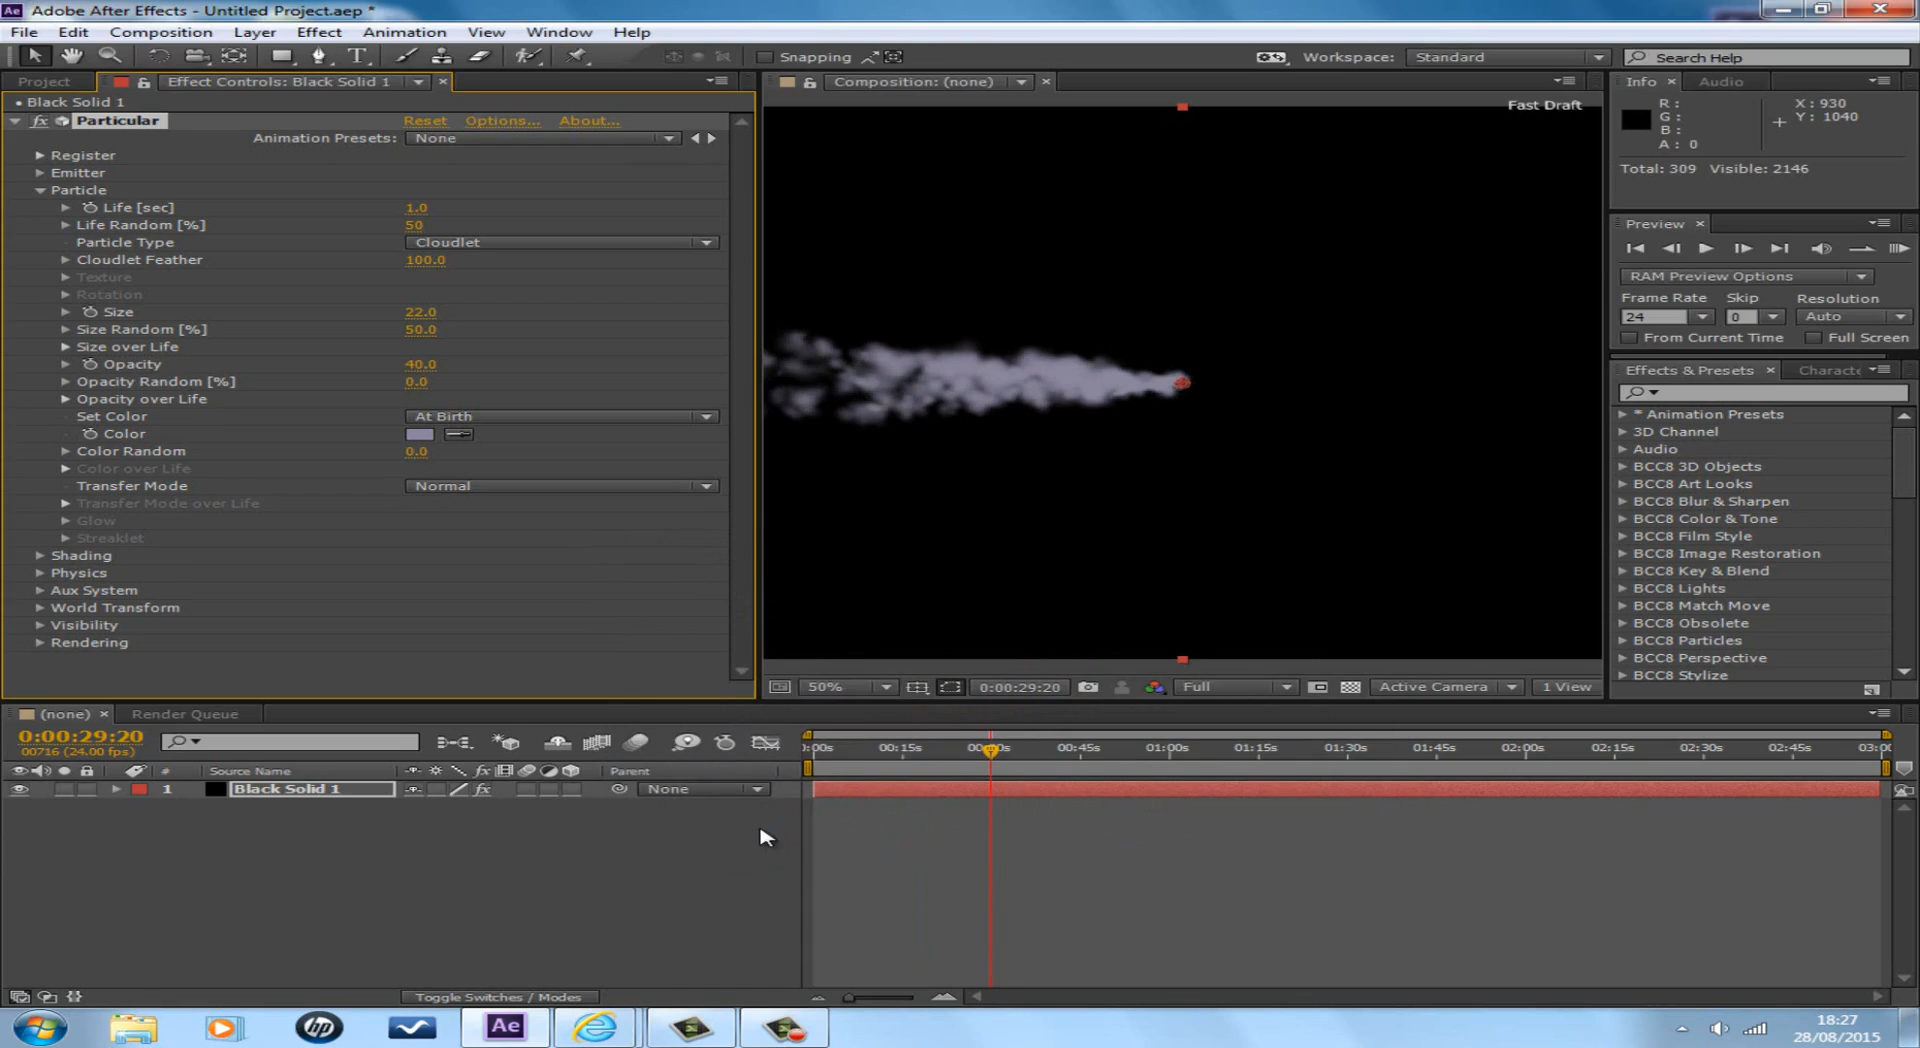 Ae Adobe After Effects - Untitled Project.aep *
File Edit Composition Layer Effect Animation View Window Help
T Snapping Workspace: Standard Search Help
Project Effect Controls: Black Solid 1 Composition: (none) Info Audio
• Black Solid 1
fx Particular Reset Options... About...
Animation Presets: None
Register
Emitter
Particle
Life [sec] 1.0
Life Random [%] 50
Particle Type Cloudlet
Cloudlet Feather 100.0
Texture
Rotation
Size 22.0
Size Random [%] 50.0
Size over Life
Opacity 40.0
Opacity Random [%] 0.0
Opacity over Life
Set Color At Birth
Color
Color Random 0.0
Color over Life
Transfer Mode Normal
Transfer Mode over Life
Glow
Streaklet
Shading
Physics
Aux System
World Transform
Visibility
Rendering
Fast Draft
50% 0:00:29:20 Full Active Camera 1 View
R: X: 930
G: Y: 1040
B:
A: 0
Total: 309 Visible: 2146
Preview
RAM Preview Options
Frame Rate Skip Resolution
24 0 Auto
From Current Time Full Screen
Effects & Presets Characte
* Animation Presets
3D Channel
Audio
BCC8 3D Objects
BCC8 Art Looks
BCC8 Blur & Sharpen
BCC8 Color & Tone
BCC8 Film Style
BCC8 Image Restoration
BCC8 Key & Blend
BCC8 Lights
BCC8 Match Move
BCC8 Obsolete
BCC8 Particles
BCC8 Perspective
BCC8 Stylize
(none) Render Queue
0:00:29:20
00716 (24.00 fps)
:00s 00:15s 00:45s 01:00s 01:15s 01:30s 01:45s 02:00s 02:15s 02:30s 02:45s 03:00
# Source Name fx Parent
1 Black Solid 1 fx None
Toggle Switches / Modes
hp Ae
18:27
28/08/2015